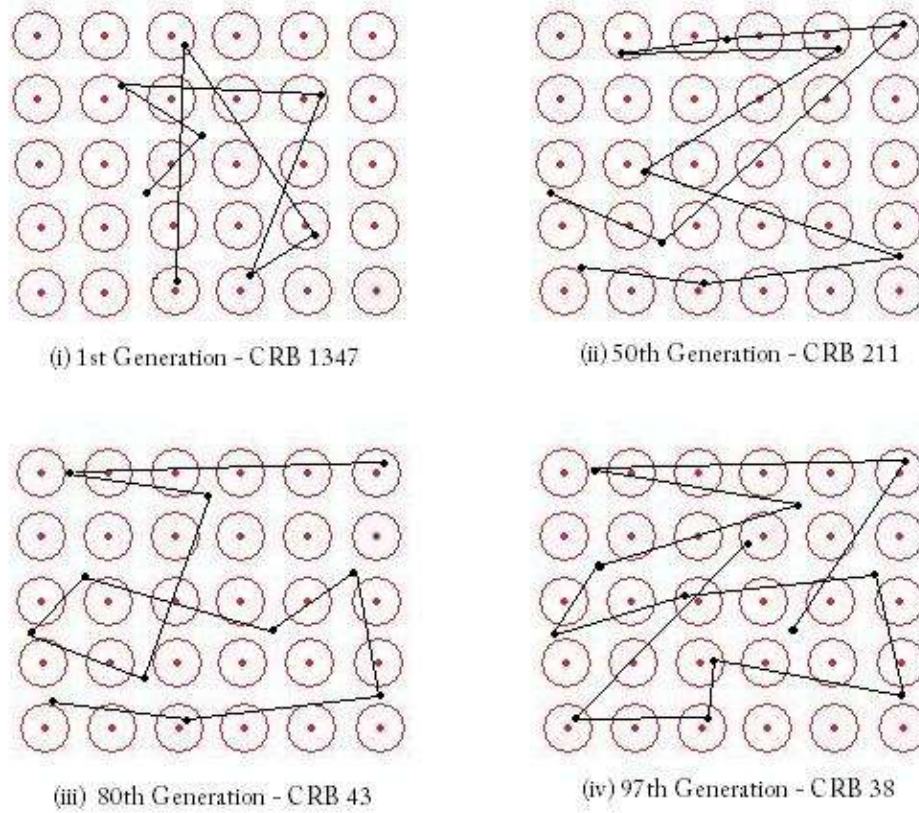 (i) 1st Generation - CRB 1347
(ii) 50th Generation - CRB 211
(iii) 80th Generation - CRB 43
(iv) 97th Generation - CRB 38